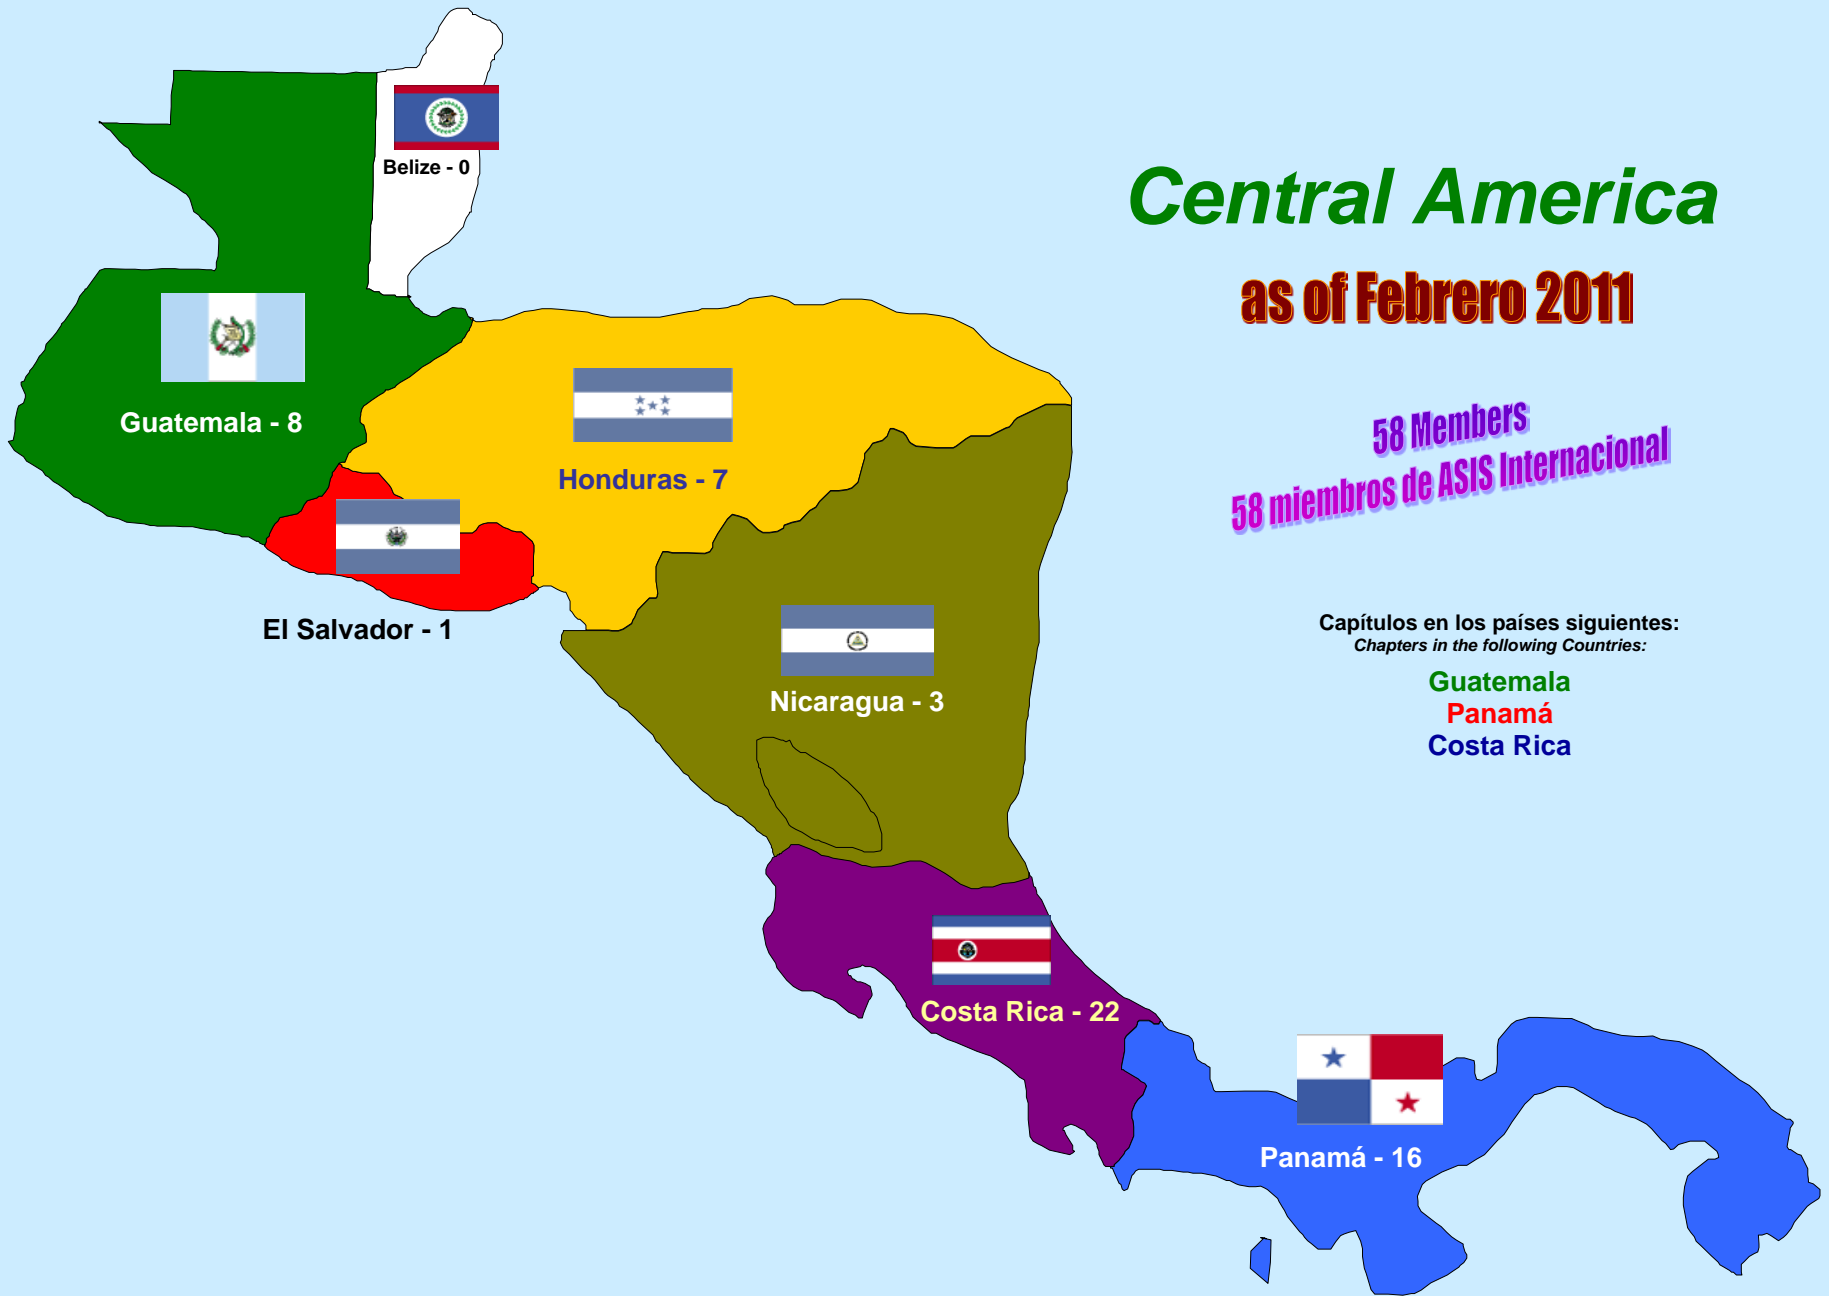 Belize - 0
Central America
as of Febrero 2011
Guatemala - 8
58 Members
58 miembros de ASIS Internacional
Honduras - 7
El Salvador - 1
Capítulos en los países siguientes:
Chapters in the following Countries:
Guatemala
Panamá
Costa Rica
Nicaragua - 3
Costa Rica - 22
Panamá - 16